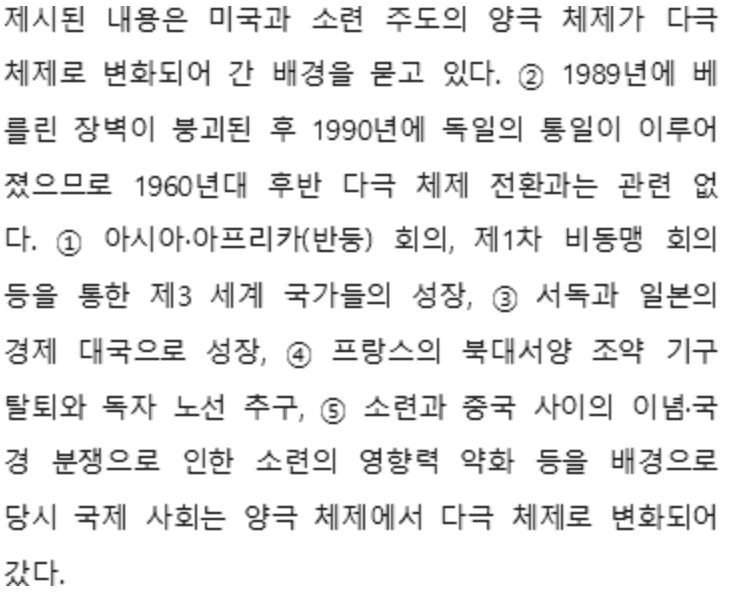 제시된 내용은 미국과 소련 주도의 양극 체제가 다극
체제로 변화되어 간 배경을 묻고 있다. ② 1989년에 베
를린 장벽이 붕괴된 후 1990년에 독일의 통일이 이루어
졌으므로 1960년대 후반 다극 체제 전환과는 관련 없
다. ① 아시아·아프리카(반둥) 회의, 제1차 비동맹 회의
등을 통한 제3 세계 국가들의 성장, ③ 서독과 일본의
경제 대국으로 성장, ④ 프랑스의 북대서양 조약 기구
탈퇴와 독자 노선 추구, ⑤ 소련과 중국 사이의 이념·국
경 분쟁으로 인한 소련의 영향력 약화 등을 배경으로
당시 국제 사회는 양극 체제에서 다극 체제로 변화되어
갔다.